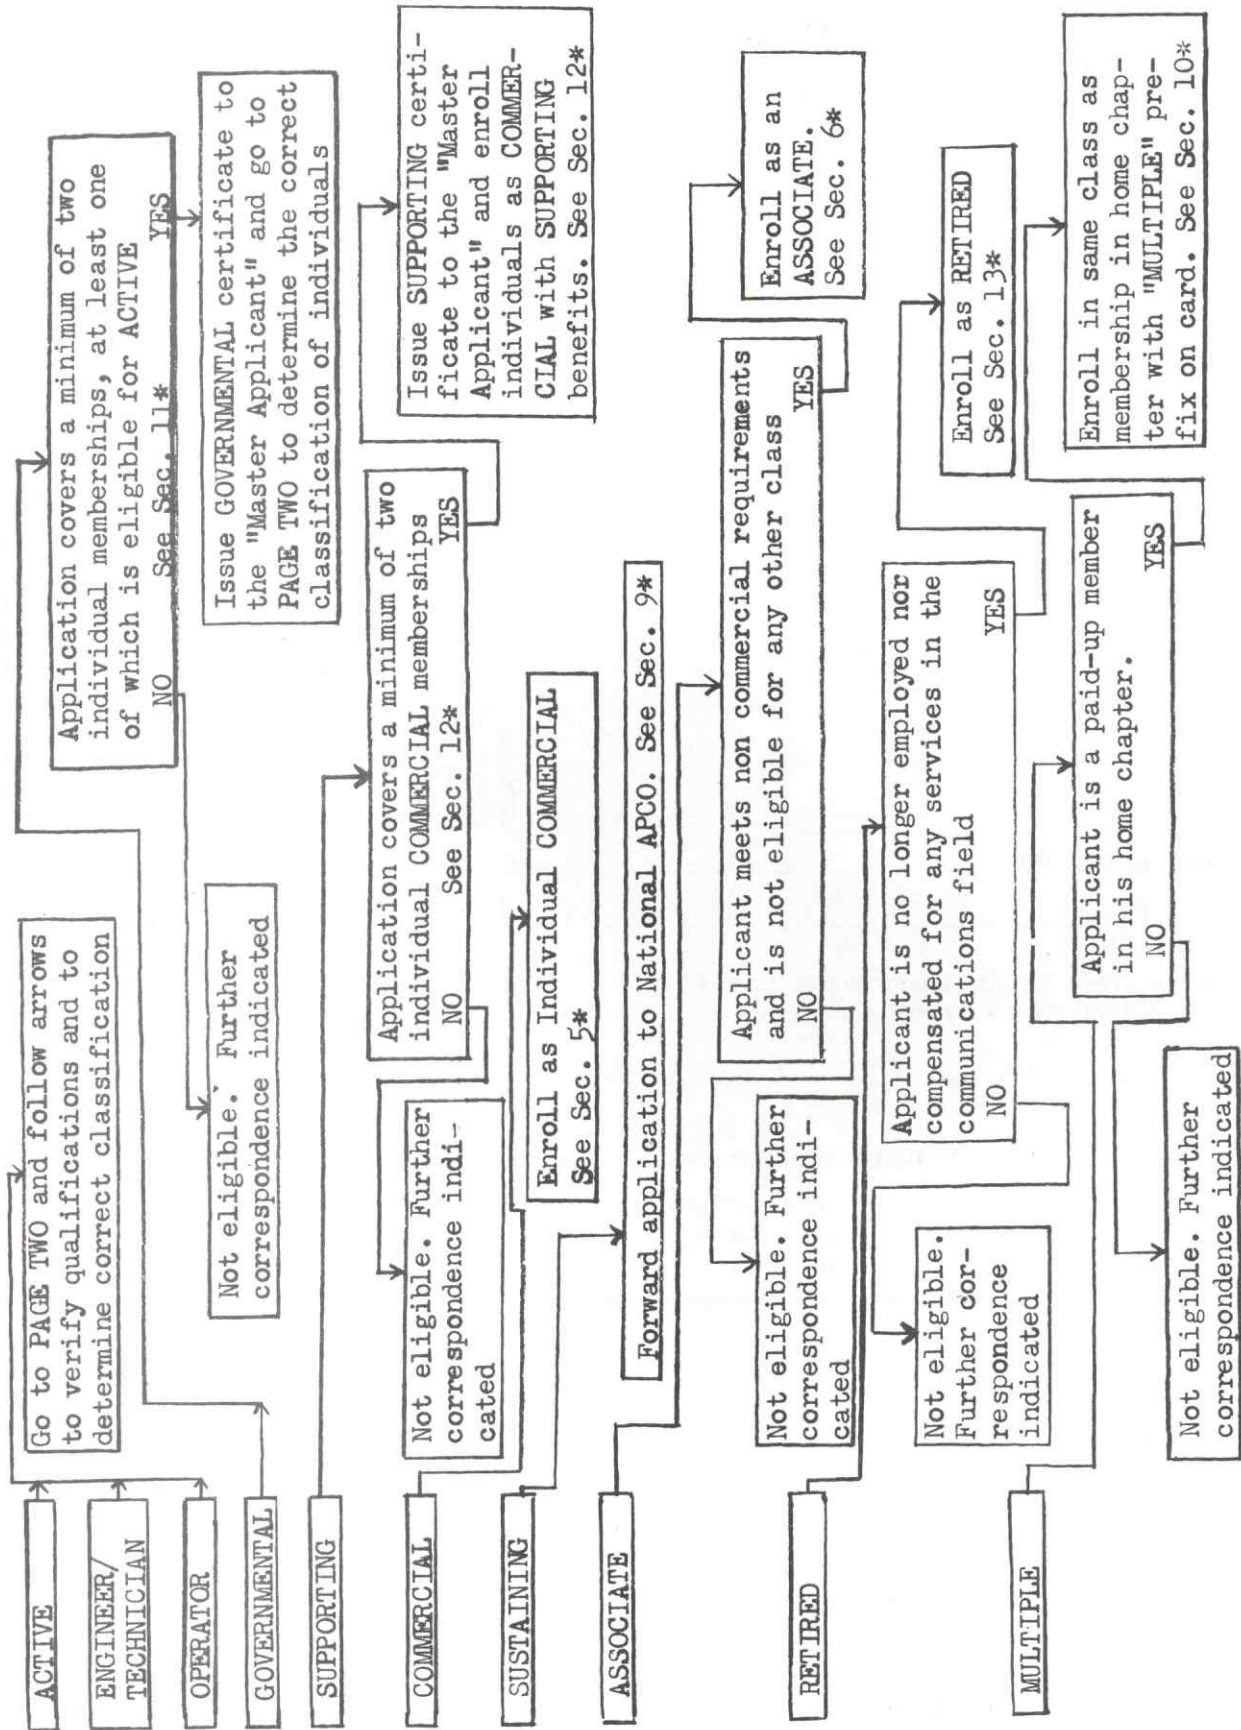 ACTIVE
ENGINEER/
TECHNICIAN
OPERATOR
Go to PAGE TWO and follow arrows
to verify qualifications and to
determine correct classification
GOVERNMENTAL
Application covers a minimum of two
individual memberships, at least one
of which is eligible for ACTIVE
NO See Sec. 11* YES
Not eligible. Further
correspondence indicated
Issue GOVERNMENTAL certificate to
the "Master Applicant" and go to
PAGE TWO to determine the correct
classification of individuals
SUPPORTING
Application covers a minimum of two
individual COMMERCIAL memberships
NO See Sec. 12* YES
Not eligible. Further
correspondence indi-
cated
Issue SUPPORTING certi-
ficate to the "Master
Applicant" and enroll
individuals as COMMER-
CIAL with SUPPORTING
benefits. See Sec. 12*
COMMERCIAL
Enroll as Individual COMMERCIAL
See Sec. 5*
SUSTAINING
Forward application to National APCO. See Sec. 9*
ASSOCIATE
Applicant meets non commercial requirements
and is not eligible for any other class
NO YES
Not eligible. Further
correspondence indi-
cated
Enroll as an
ASSOCIATE.
See Sec. 6*
RETIRED
Applicant is no longer employed nor
compensated for any services in the
communications field
NO YES
Not eligible.
Further cor-
respondence
indicated
Enroll as RETIRED
See Sec. 13*
MULTIPLE
Applicant is a paid-up member
in his home chapter.
NO YES
Not eligible. Further
correspondence indicated
Enroll in same class as
membership in home chap-
ter with "MULTIPLE" pre-
fix on card. See Sec. 10*